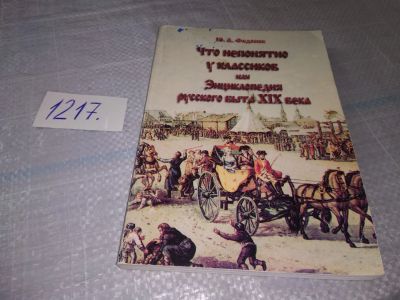 Ю. А. Федосюк
Что непонятно
у классиков
или
Энциклопедия
русского быта XIX века
1217.